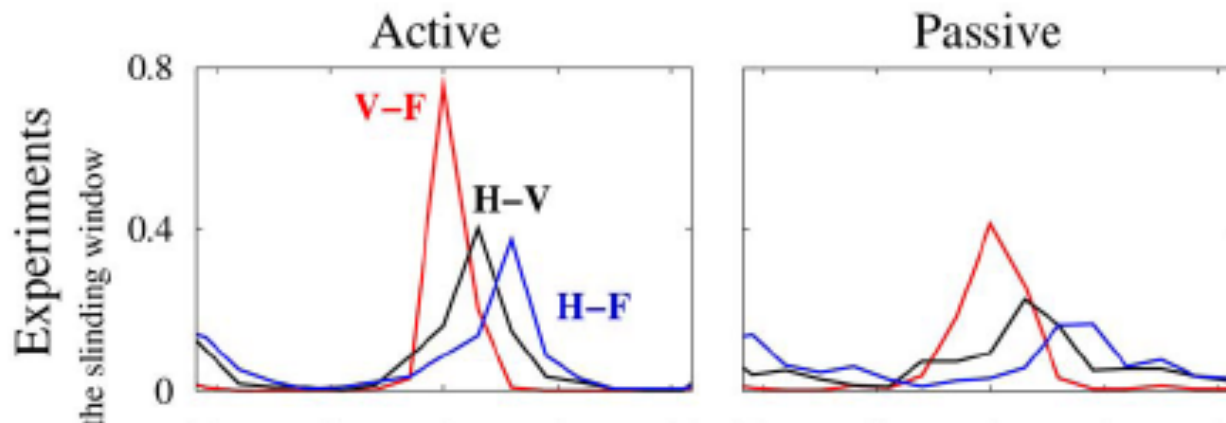 Active
Passive
0.8
V–F
H–V
0.4
H–F
0
Experiments
the slinding window